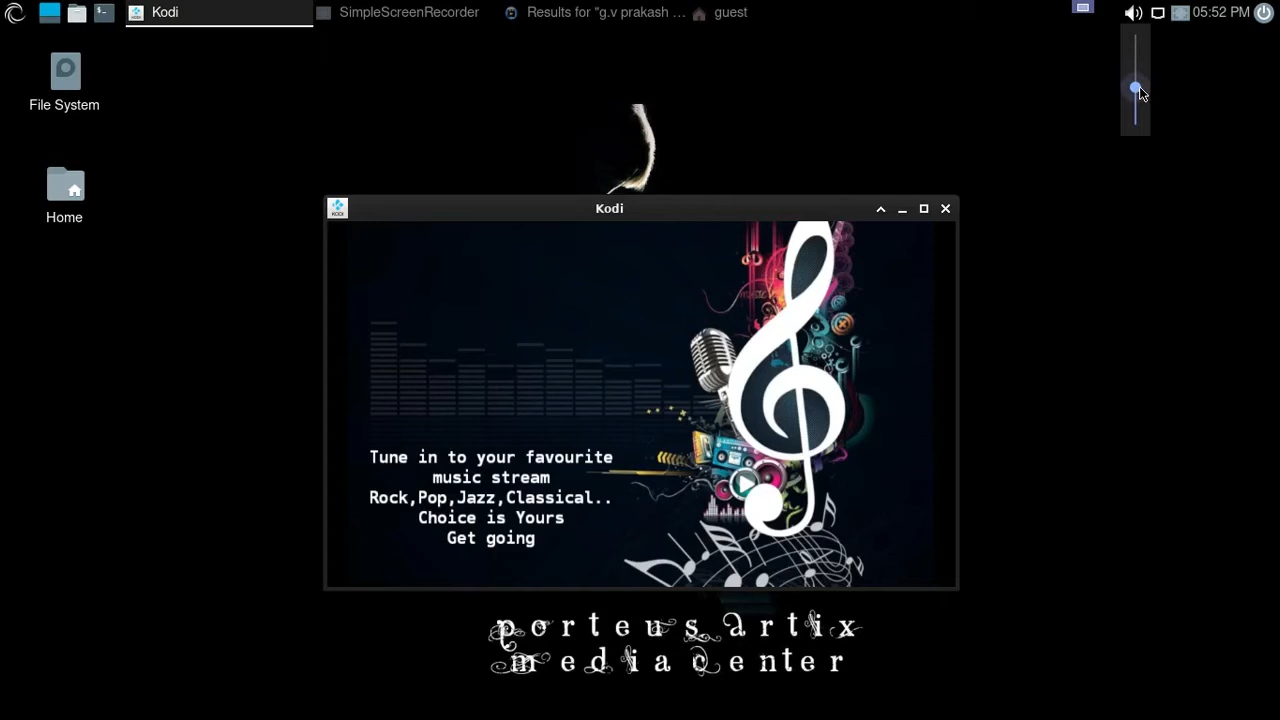 Kodi
SimpleScreenRecorder
Results for "g.v prakash ...
guest
05:52 PM
File System
Home
KODI
Kodi
Tune in to your favourite
music stream
Rock,Pop,Jazz,Classical..
Choice is Yours
Get going
porteus artix
media center